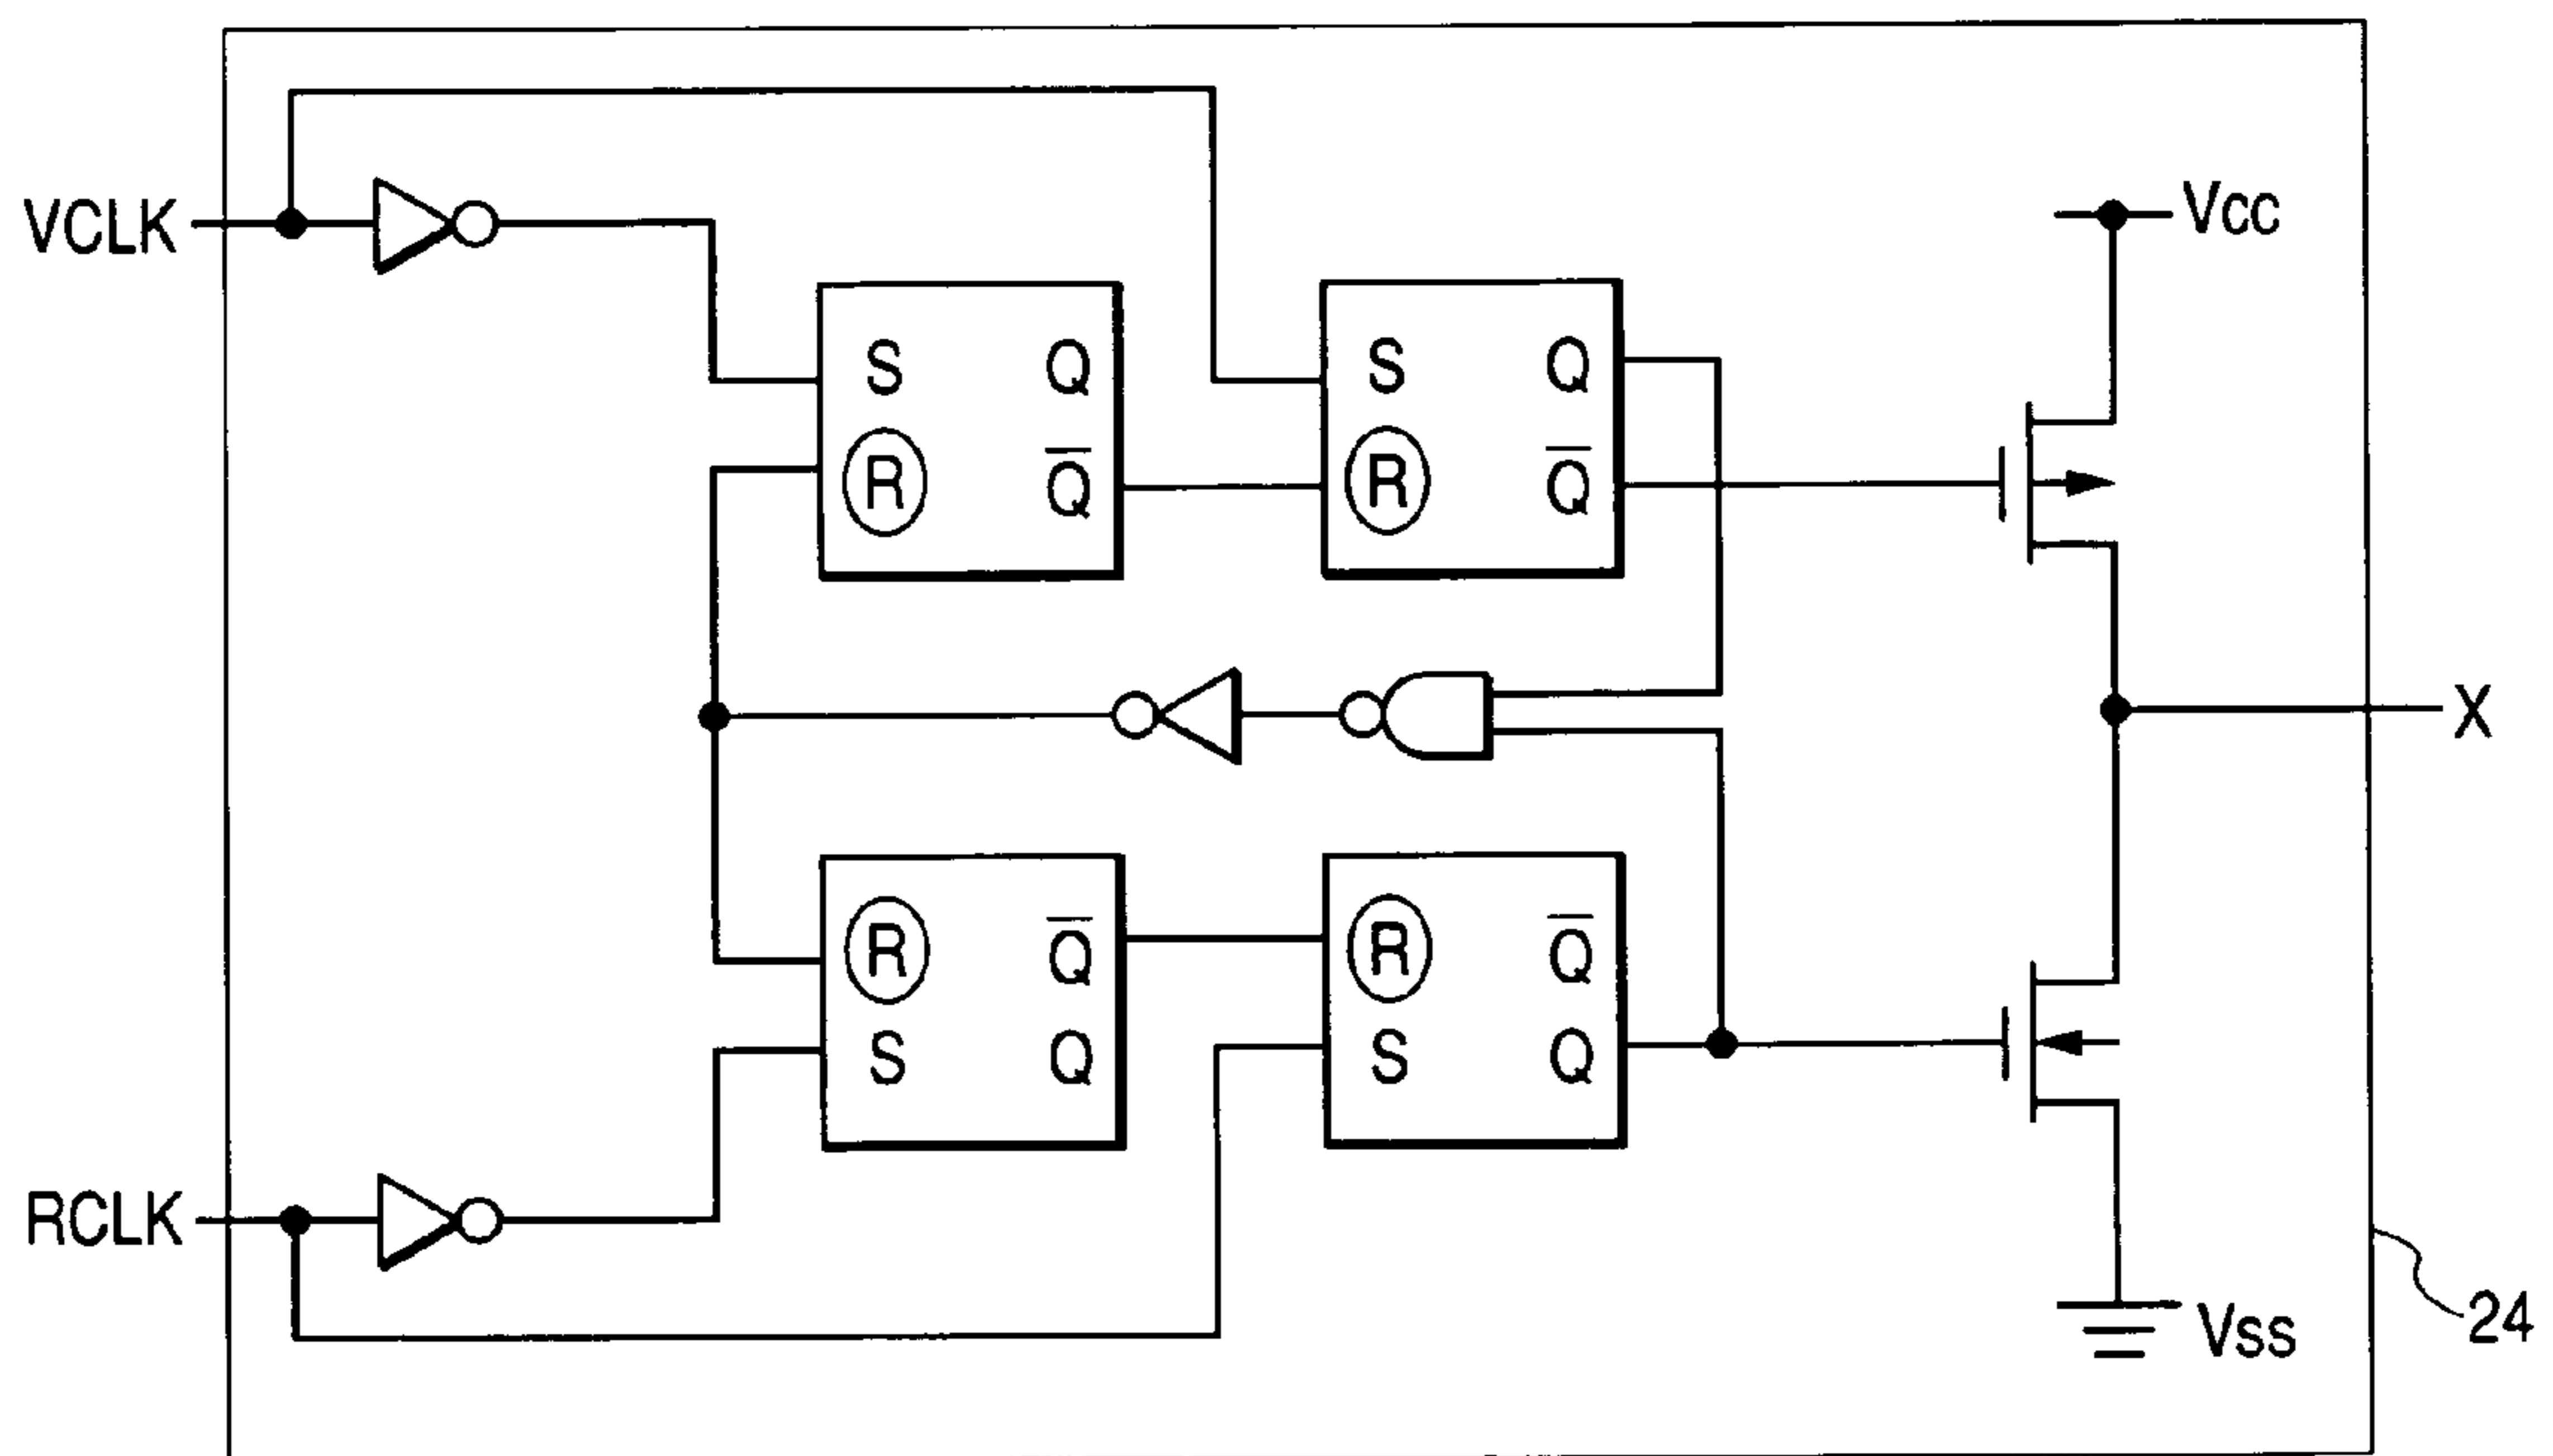 VCLK
Vcc
S Q
R Q̅
S Q
R Q̅
X
R Q̅
S Q
R Q̅
S Q
RCLK
Vss
24